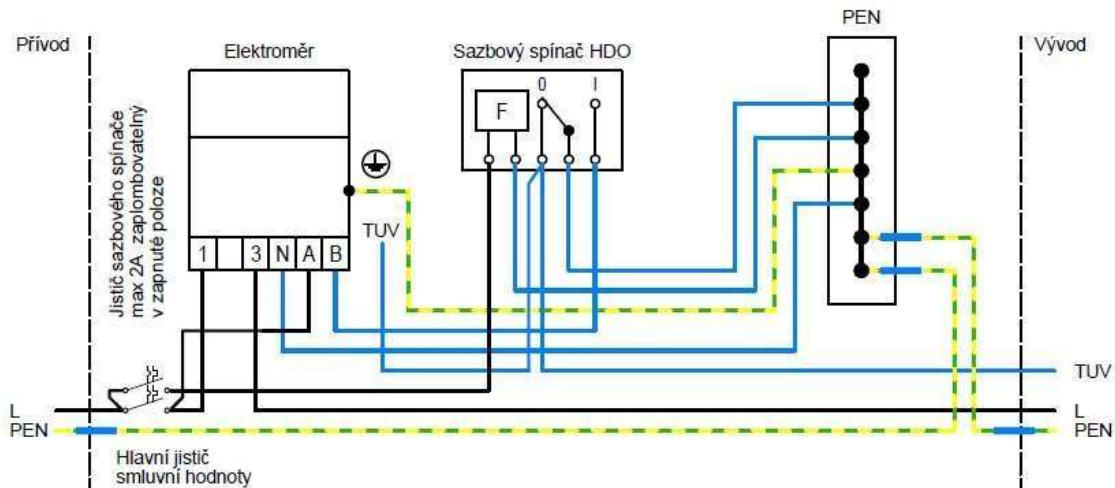 PEN
Přívod
Elektroměr
Sazbový spínač HDO
Vývod
0 I
F
Jistič sazbového spínače
max 2A zaplombovatelný
v zapnuté poloze
TUV
1 3 N A B
TUV
L
L
PEN
PEN
Hlavní jistič
smluvní hodnoty